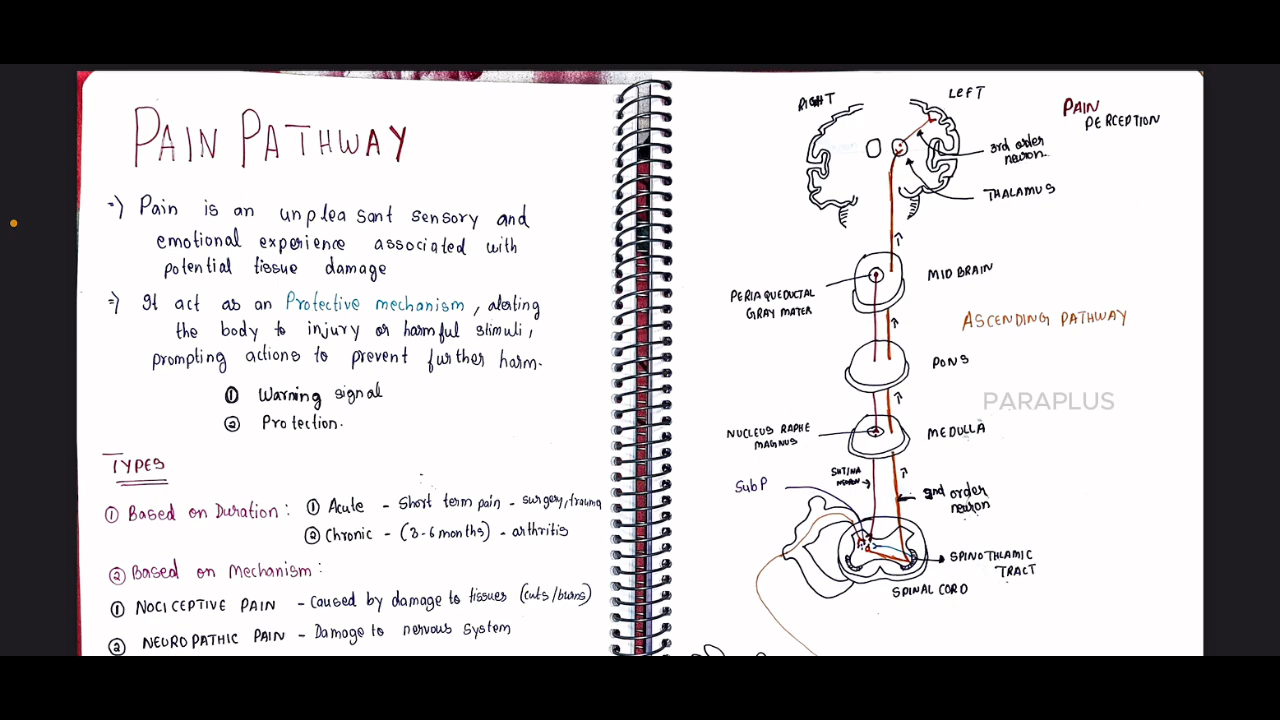 PAIN PATHWAY
=) Pain is an unpleasant sensory and
emotional experience associated with
potential tissue damage
=) It act as an Protective mechanism, alerting
the body to injury or harmful stimuli,
prompting actions to prevent further harm.
① Warning signal
② Protection.
TYPES
① Based on Duration: ① Acute - Short term pain - surgery/trauma
② Chronic - (3-6 months) - arthritis
② Based on Mechanism:
① NOCICEPTIVE PAIN - Caused by damage to tissues (cuts/burns)
② NEUROPATHIC PAIN - Damage to nervous system
RIGHT
LEFT
PAIN
PERCEPTION
3rd order
neuron..
THALAMUS
MID BRAIN
PERIAQUEDUCTAL
GRAY MATER
ASCENDING PATHWAY
PONS
PARAPLUS
NUCLEUS RAPHE
MAGNUS
MEDULLA
NEURON
SubP
2nd order
neuron
SPINOTHLAMIC
TRACT
SPINAL CORD